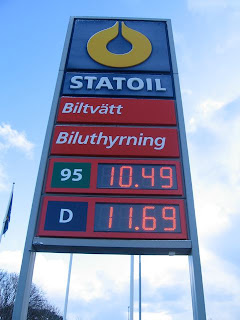 STATOIL
Biltvätt
Biluthyrning
95 10.49
D 11.69